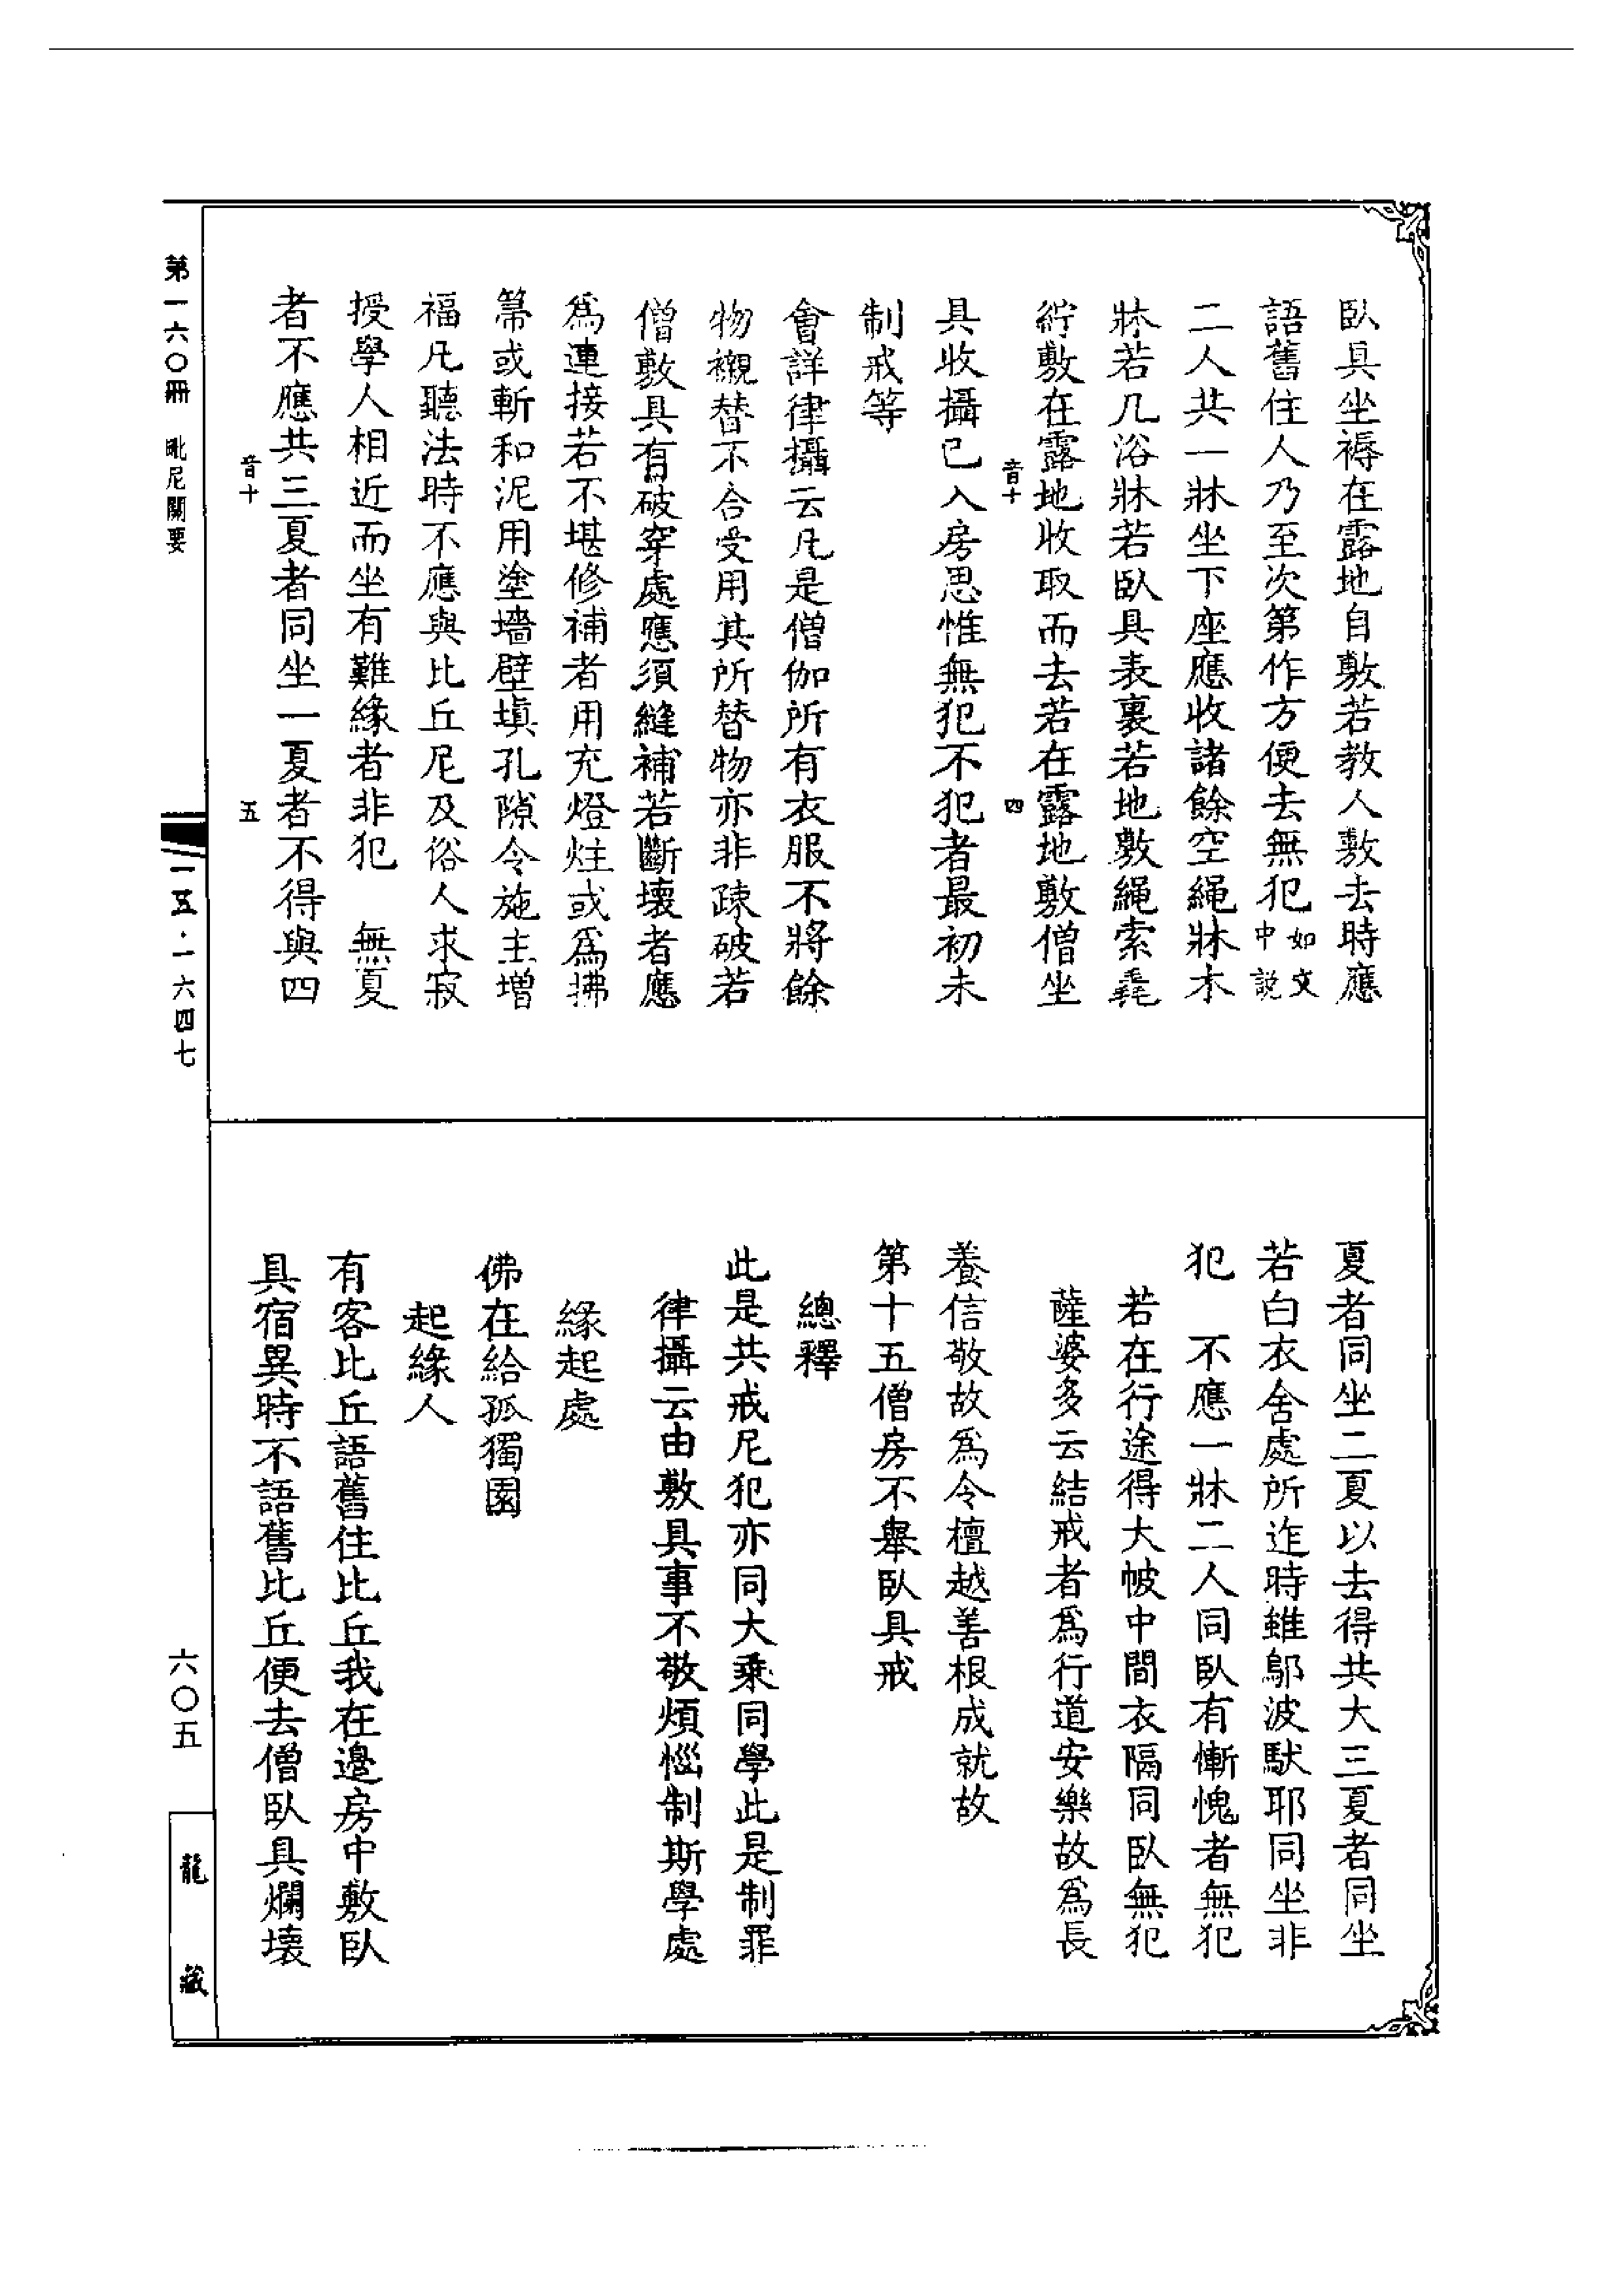 臥具坐褥在露地自敷若教人敷去時應
語舊住人乃至次第作方便去無犯如文中説
二人共一牀坐下座應收諸餘空繩牀木
牀若几浴牀若臥具表裏若地敷繩索毳
紵敷在露地收取而去若在露地敷僧坐
音十 四
具收攝已入房思惟無犯不犯者最初未
制戒等
會詳律攝云凡是僧伽所有衣服不將餘
物襯替不合受用其所替物亦非疎破若
僧敷具有破穿處應須縫補若斷壞者應
為連接若不堪修補者用充燈炷或為拂
箒或斬和泥用塗墻壁塡孔隙令施主增
福凡聽法時不應與比丘尼及俗人求寂
授學人相近而坐有難緣者非犯 無夏
者不應共三夏者同坐一夏者不得與四
音十 五
夏者同坐二夏以去得共大三夏者同坐
若白衣舍處所迮時雖鄔波馱耶同坐非
犯 不應一牀二人同臥有慚愧者無犯
若在行途得大帔中間衣隔同臥無犯
薩婆多云結戒者為行道安樂故為長
養信敬故為令檀越善根成就故
第十五僧房不舉臥具戒
總釋
此是共戒尼犯亦同大乘同學此是制罪
律攝云由敷具事不敬煩惱制斯學處
緣起處
佛在給孤獨園
起緣人
有客比丘語舊住比丘我在邊房中敷臥
具宿異時不語舊比丘便去僧臥具爛壞
第一六〇冊 毗尼關要
一五·一六四七
六〇五
龍藏